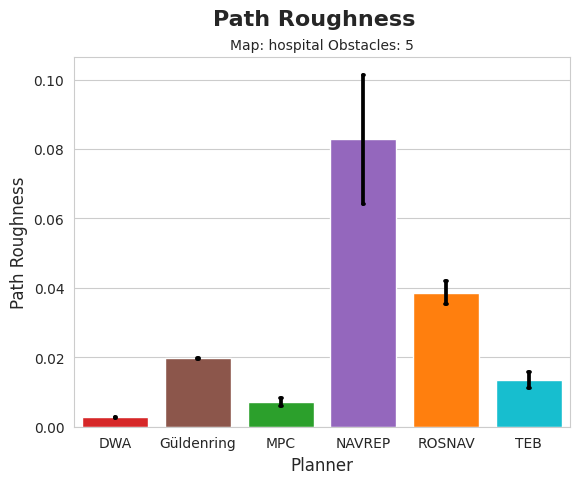 Path Roughness
Map: hospital Obstacles: 5
0.10
0.08
0.06
0.04
0.02
0.00
Path Roughness
DWA Güldenring MPC NAVREP ROSNAV TEB
Planner